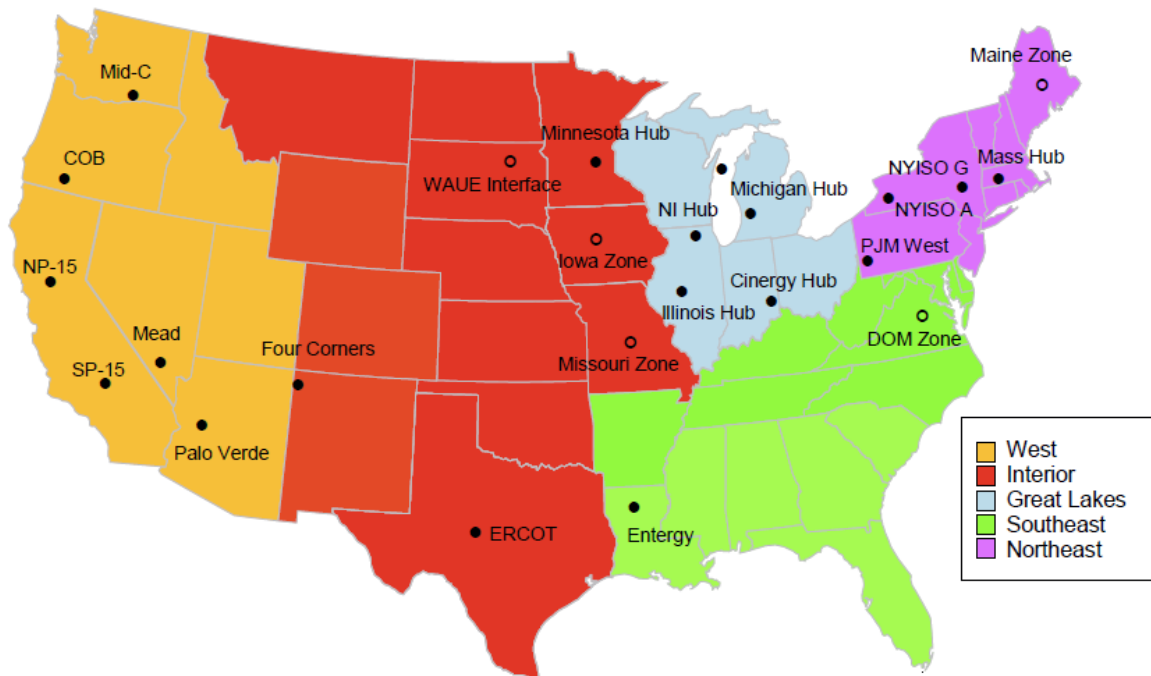 Maine Zone
Mid-C
Minnesota Hub
COB
WAUE Interface
Michigan Hub
NYISO G
Mass Hub
NI Hub
NYISO A
PJM West
NP-15
Iowa Zone
Cinergy Hub
Illinois Hub
Mead
Four Corners
SP-15
Missouri Zone
DOM Zone
Palo Verde
ERCOT
Entergy
West
Interior
Great Lakes
Southeast
Northeast